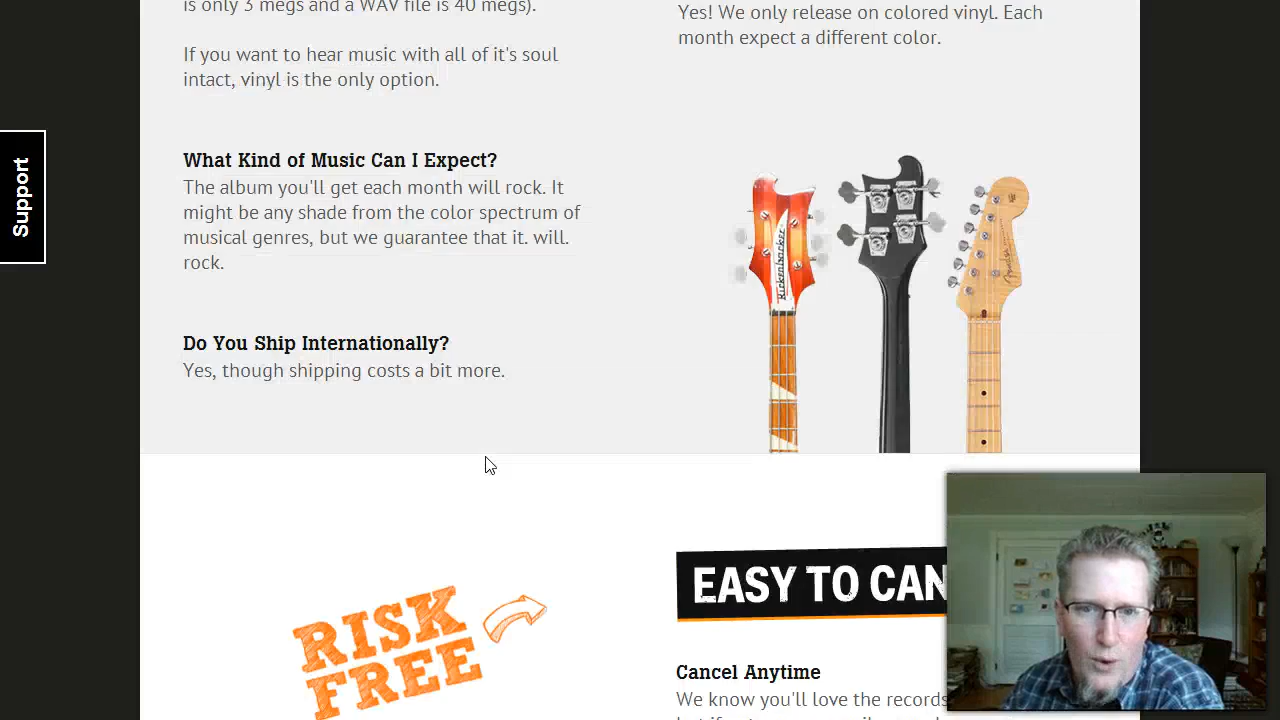 is only 3 megs and a WAV file is 40 megs).
If you want to hear music with all of it's soul
intact, vinyl is the only option.
What Kind of Music Can I Expect?
The album you'll get each month will rock. It
might be any shade from the color spectrum of
musical genres, but we guarantee that it. will.
rock.
Do You Ship Internationally?
Yes, though shipping costs a bit more.
Yes! We only release on colored vinyl. Each
month expect a different color.
Support
Rickenbacker
Fender
RISK
FREE
EASY TO CAN
Cancel Anytime
We know you'll love the records